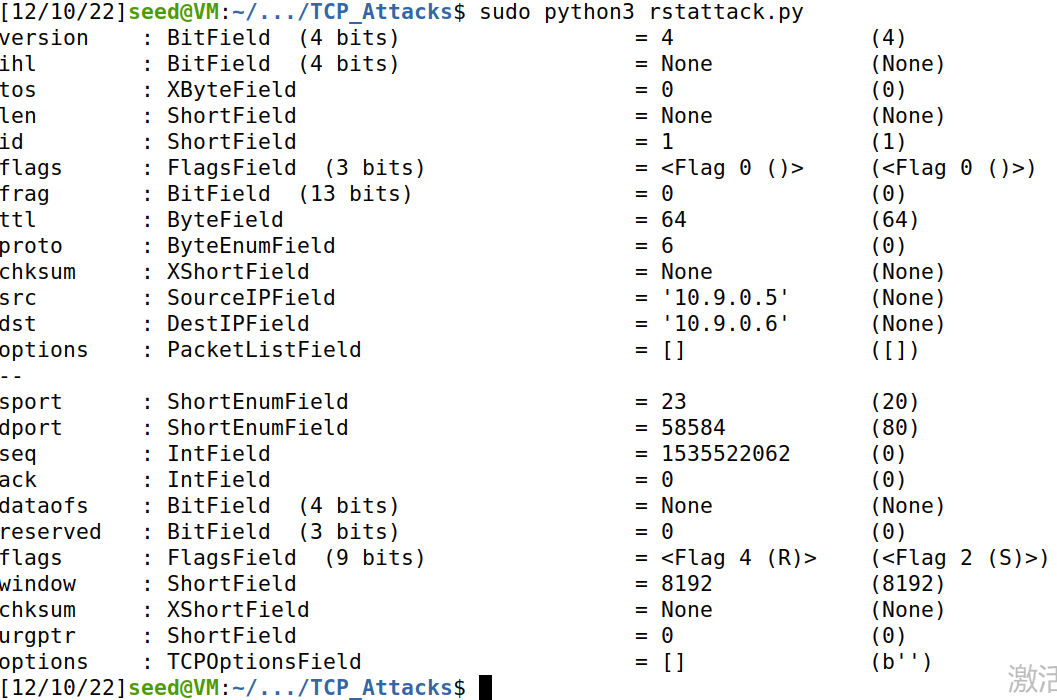 [12/10/22]seed@VM:~/.../TCP_Attacks$ sudo python3 rstattack.py
version    : BitField  (4 bits)                  = 4               (4)
ihl        : BitField  (4 bits)                  = None            (None)
tos        : XByteField                          = 0               (0)
len        : ShortField                          = None            (None)
id         : ShortField                          = 1               (1)
flags      : FlagsField  (3 bits)                = <Flag 0 ()>     (<Flag 0 ()>)
frag       : BitField  (13 bits)                 = 0               (0)
ttl        : ByteField                           = 64              (64)
proto      : ByteEnumField                       = 6               (0)
chksum     : XShortField                         = None            (None)
src        : SourceIPField                       = '10.9.0.5'      (None)
dst        : DestIPField                         = '10.9.0.6'      (None)
options    : PacketListField                     = []              ([])
--
sport      : ShortEnumField                      = 23              (20)
dport      : ShortEnumField                      = 58584           (80)
seq        : IntField                            = 1535522062      (0)
ack        : IntField                            = 0               (0)
dataofs    : BitField  (4 bits)                  = None            (None)
reserved   : BitField  (3 bits)                  = 0               (0)
flags      : FlagsField  (9 bits)                = <Flag 4 (R)>    (<Flag 2 (S)>)
window     : ShortField                          = 8192            (8192)
chksum     : XShortField                         = None            (None)
urgptr     : ShortField                          = 0               (0)
options    : TCPOptionsField                     = []              (b'')
[12/10/22]seed@VM:~/.../TCP_Attacks$
激活